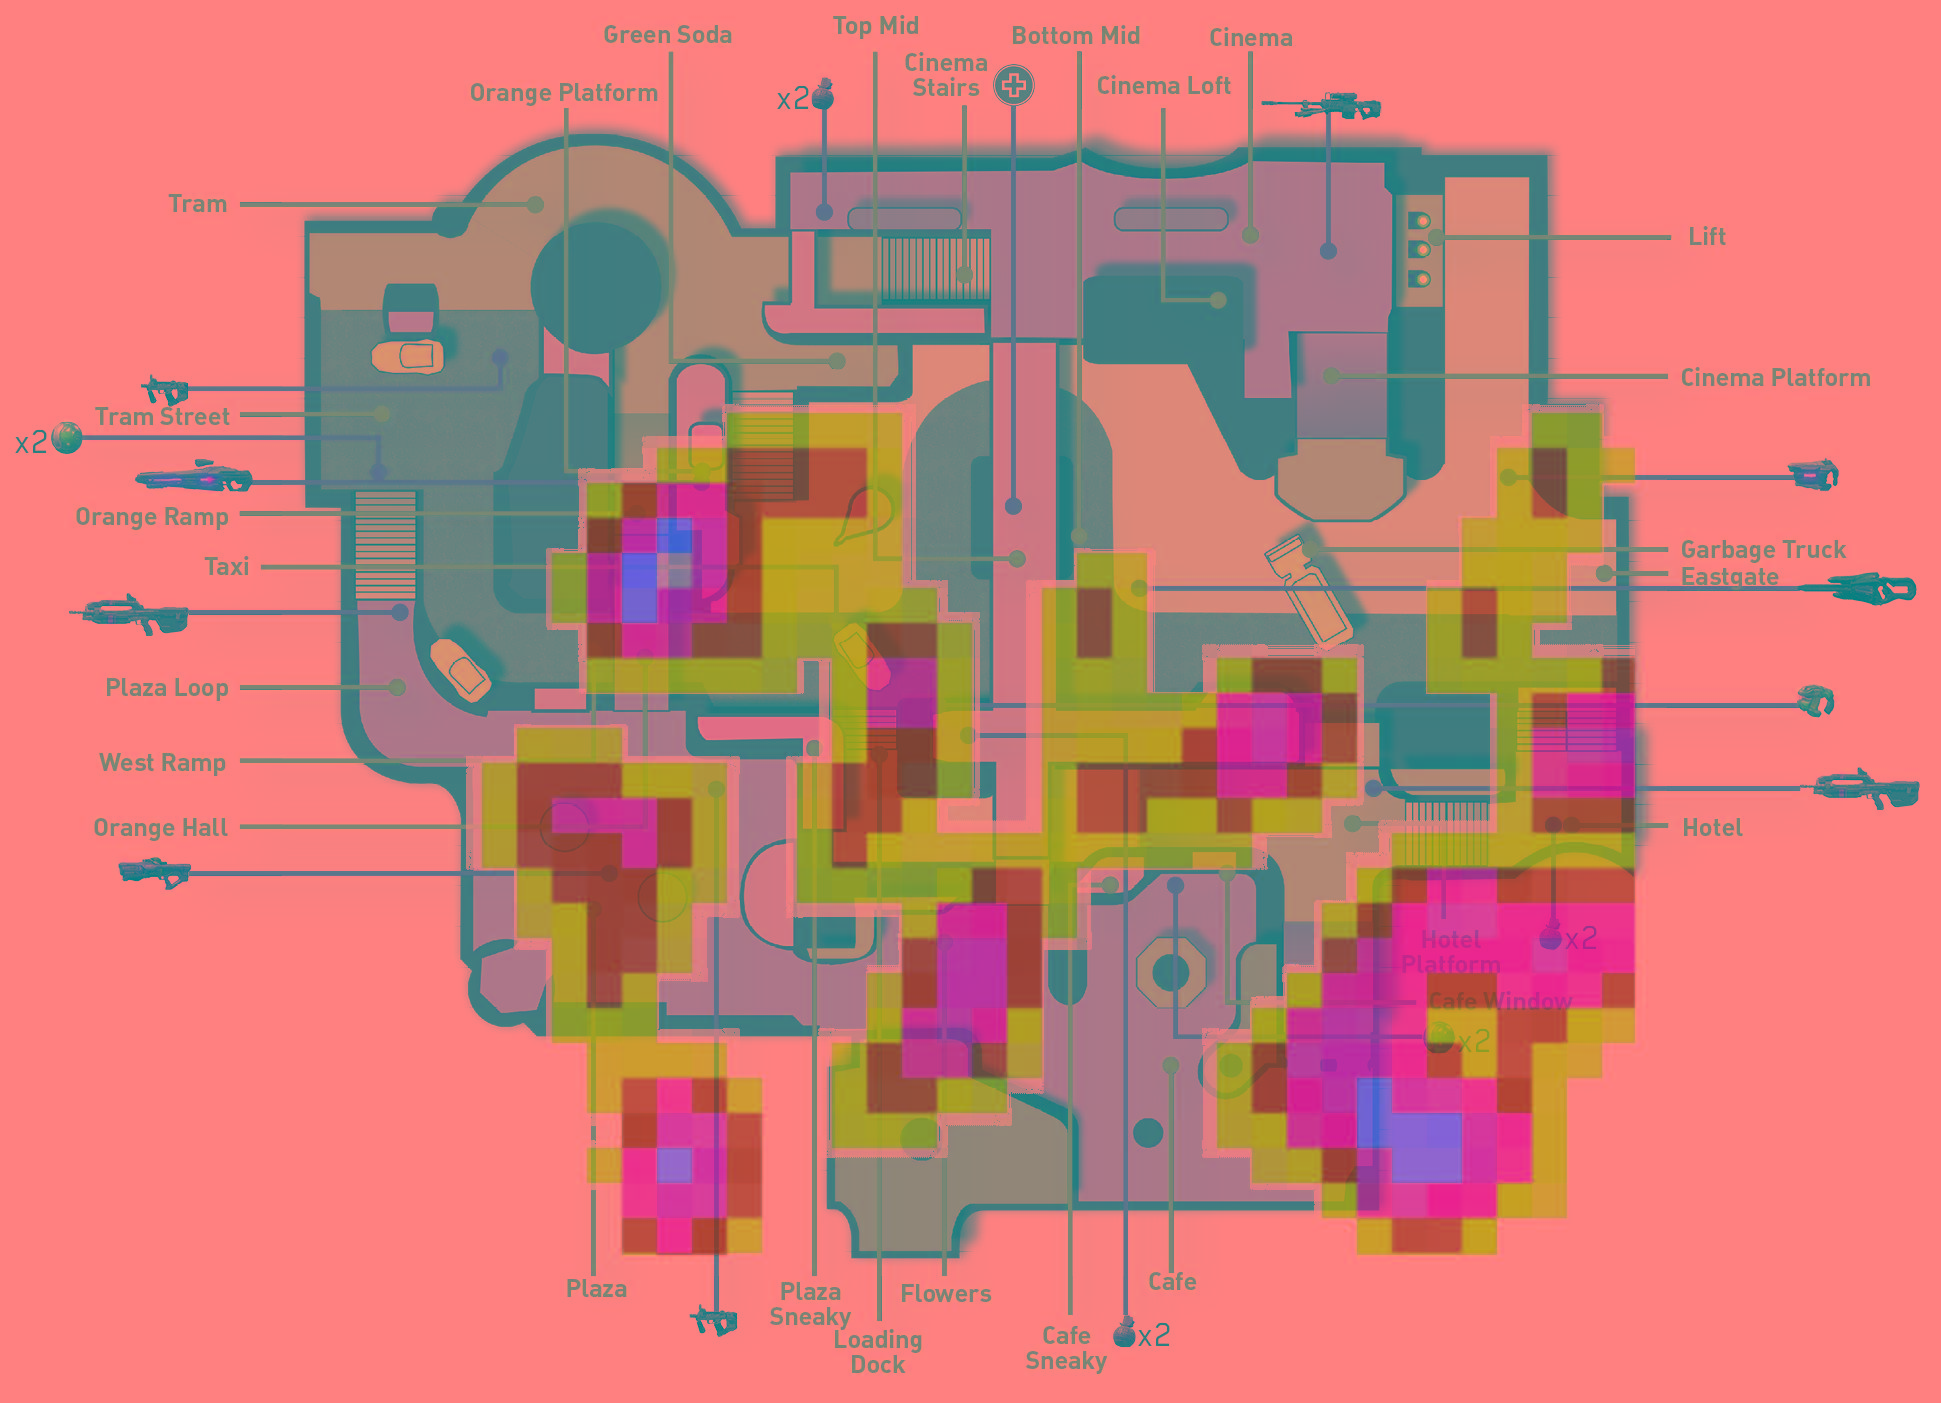 Green Soda
Top Mid
Bottom Mid
Cinema
Cinema
Stairs
Orange Platform
x2
Cinema Loft
Tram
Lift
Cinema Platform
Tram Street
x2
Orange Ramp
Garbage Truck
Taxi
Eastgate
Plaza Loop
West Ramp
Orange Hall
Hotel
Hotel
Platform
x2
Cafe Window
x2
Plaza
Plaza
Sneaky
Flowers
Cafe
Loading
Dock
Cafe
Sneaky
x2